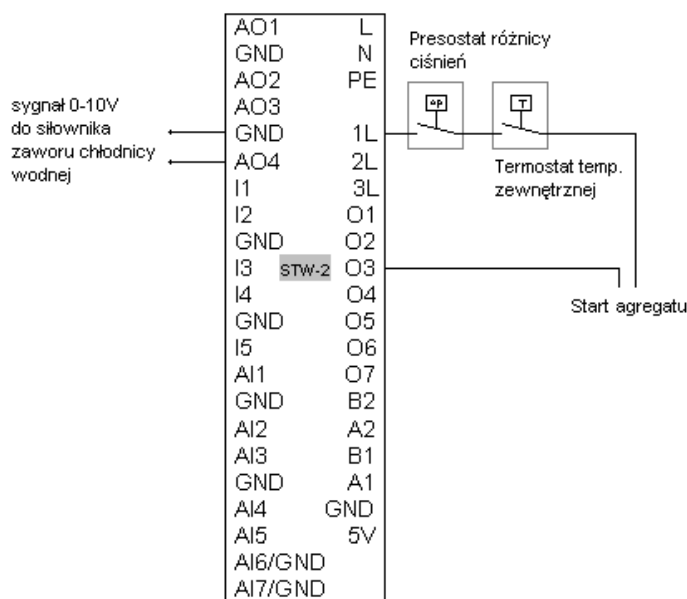 AO1 L
GND N
AO2 PE
AO3
GND 1L
AO4 2L
I1 3L
I2 O1
GND O2
I3 STW-2 O3
I4 O4
GND O5
I5 O6
AI1 O7
GND B2
AI2 A2
AI3 B1
GND A1
AI4 GND
AI5 5V
AI6/GND
AI7/GND
sygnał 0-10V
do siłownika
zaworu chłodnicy
wodnej
Presostat różnicy
ciśnień
Δp
T
Termostat temp.
zewnętrznej
Start agregatu